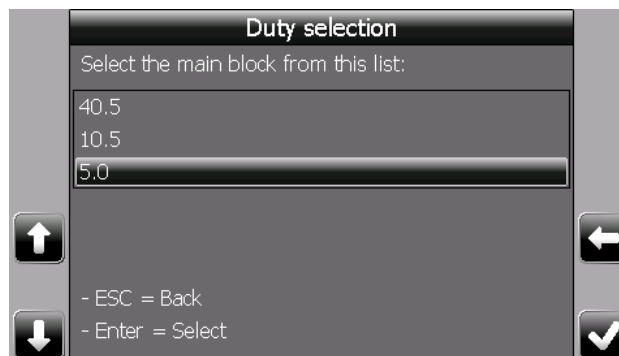 Duty selection
Select the main block from this list:
40.5
10.5
5.0
- ESC = Back
- Enter = Select